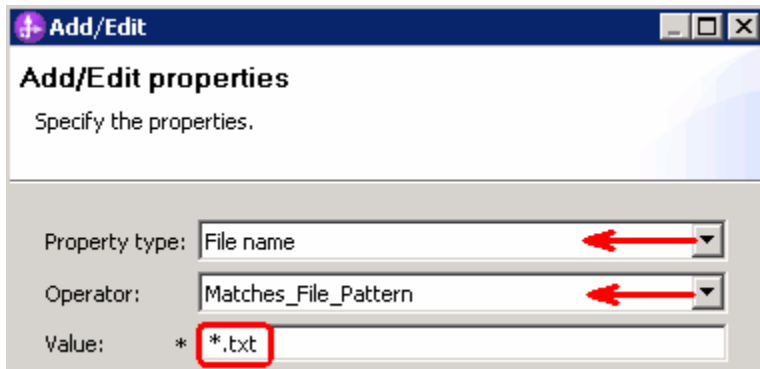 Add/Edit
Add/Edit properties
Specify the properties.
Property type: File name
Operator: Matches_File_Pattern
Value: * *.txt